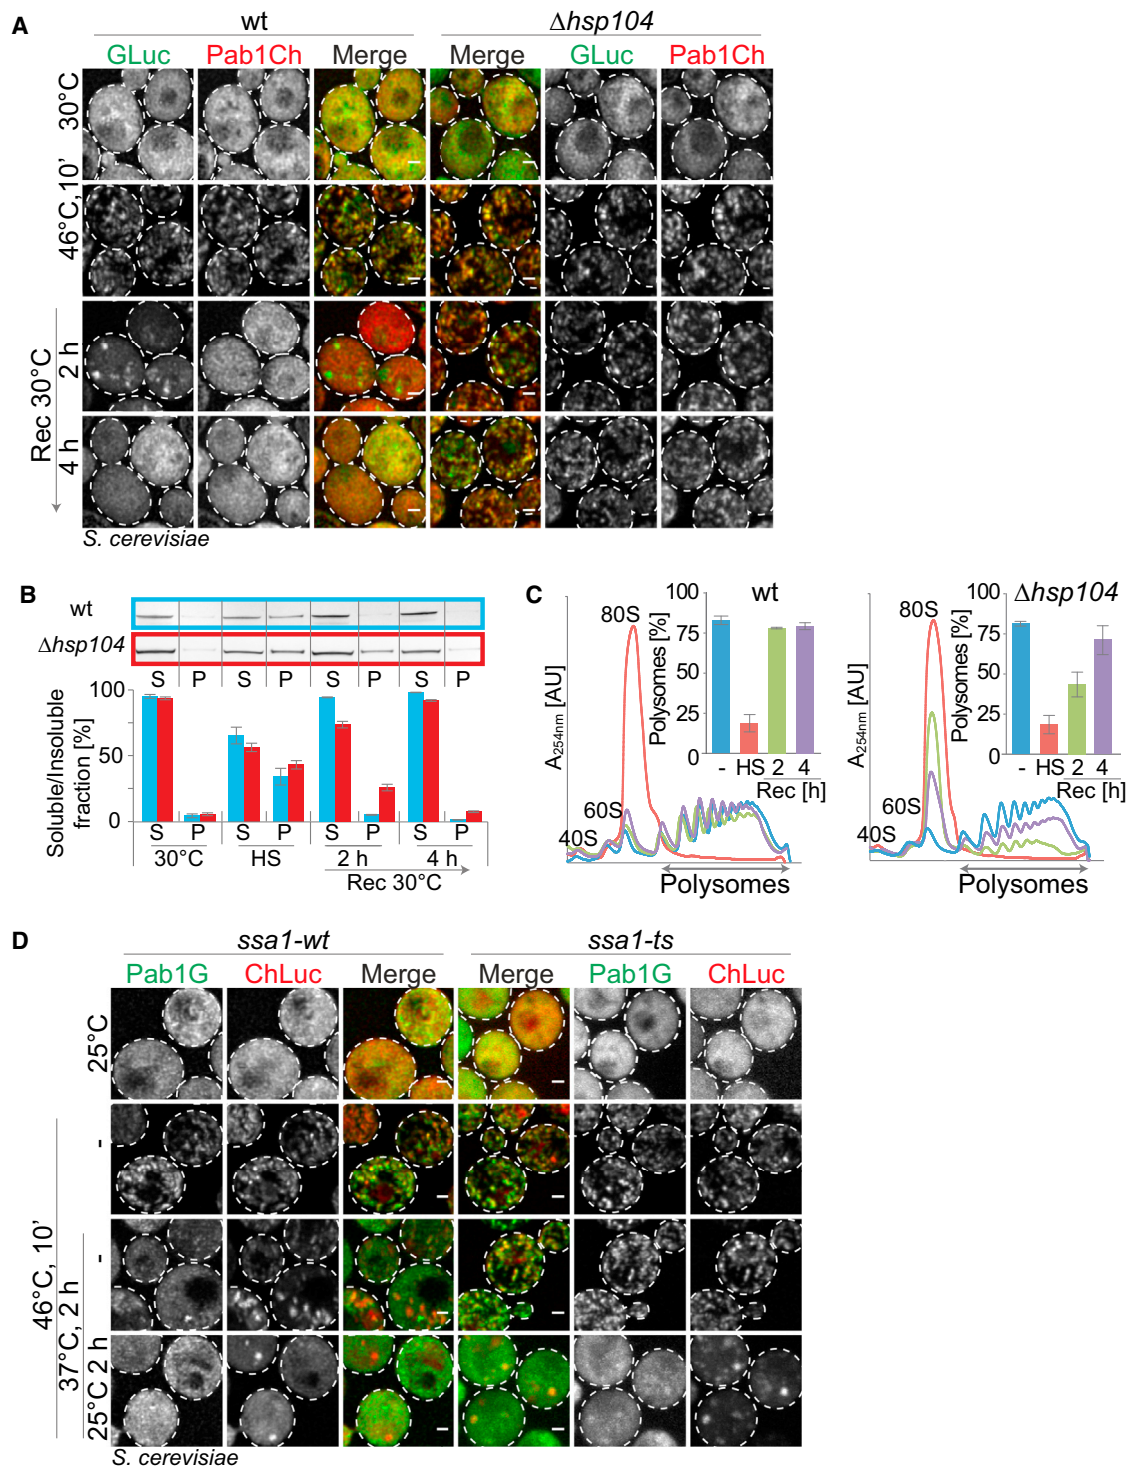 A
wt Δhsp104
GLuc Pab1Ch Merge Merge GLuc Pab1Ch
30°C
46°C, 10'
Rec 30°C
2 h
4 h
S. cerevisiae
B
wt
Δhsp104
S P S P S P S P
Soluble/Insoluble fraction [%]
100
50
0
S P S P S P S P
30°C HS 2 h 4 h
Rec 30°C
C
wt
A254nm [AU]
80S
60S
40S
Polysomes [%]
100
75
50
25
0
- HS 2 4
Rec [h]
Polysomes
Δhsp104
A254nm [AU]
80S
60S
40S
Polysomes [%]
100
75
50
25
0
- HS 2 4
Rec [h]
Polysomes
D
ssa1-wt ssa1-ts
Pab1G ChLuc Merge Merge Pab1G ChLuc
25°C
46°C, 10'
-
37°C, 2 h
-
25°C 2 h
S. cerevisiae